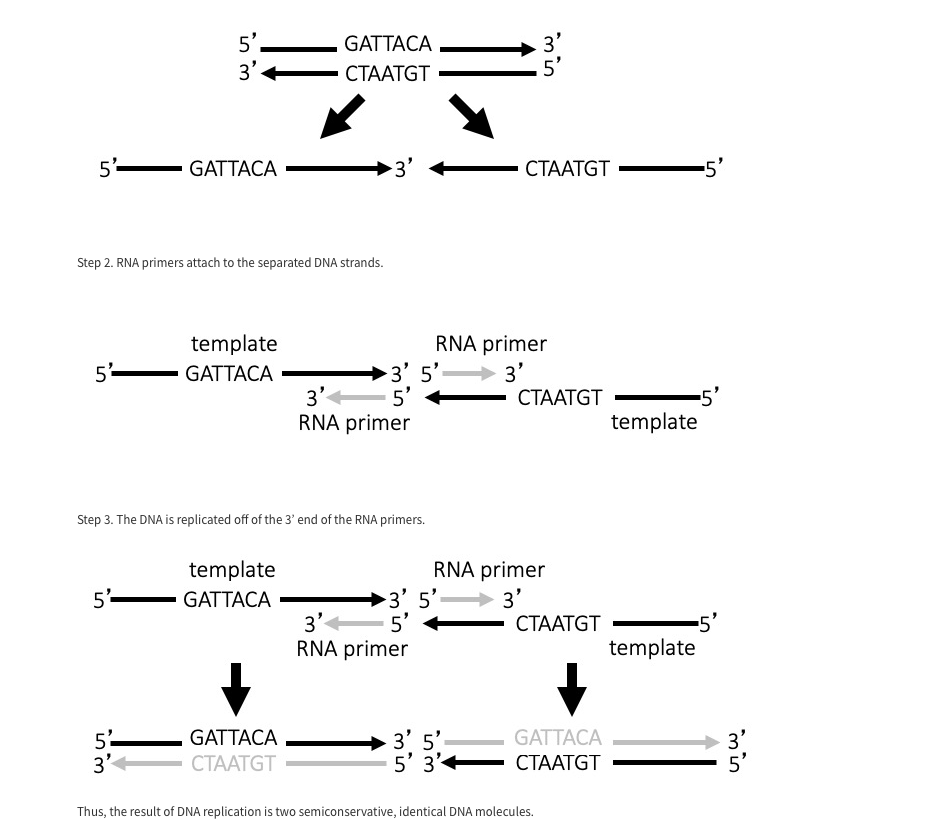 5’ GATTACA 3’
3’ CTAATGT 5’
5’ GATTACA 3’ CTAATGT 5’
Step 2. RNA primers attach to the separated DNA strands.
template RNA primer
5’ GATTACA 3’ 5’ 3’
3’ 5’ CTAATGT 5’
RNA primer template
Step 3. The DNA is replicated off of the 3’ end of the RNA primers.
template RNA primer
5’ GATTACA 3’ 5’ 3’
3’ 5’ CTAATGT 5’
RNA primer template
5’ GATTACA 3’ 5’ GATTACA 3’
3’ CTAATGT 5’ 3’ CTAATGT 5’
Thus, the result of DNA replication is two semiconservative, identical DNA molecules.